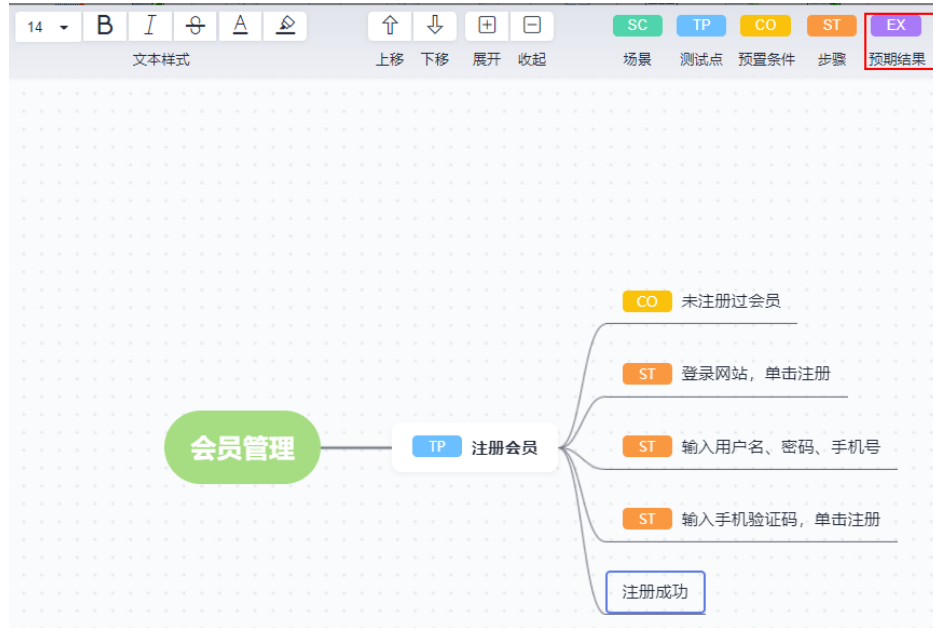 14 B I S A
SC TP CO ST EX
文本样式 上移 下移 展开 收起 场景 测试点 预置条件 步骤 预期结果
CO 未注册过会员
ST 登录网站，单击注册
会员管理
TP 注册会员
ST 输入用户名、密码、手机号
ST 输入手机验证码，单击注册
注册成功